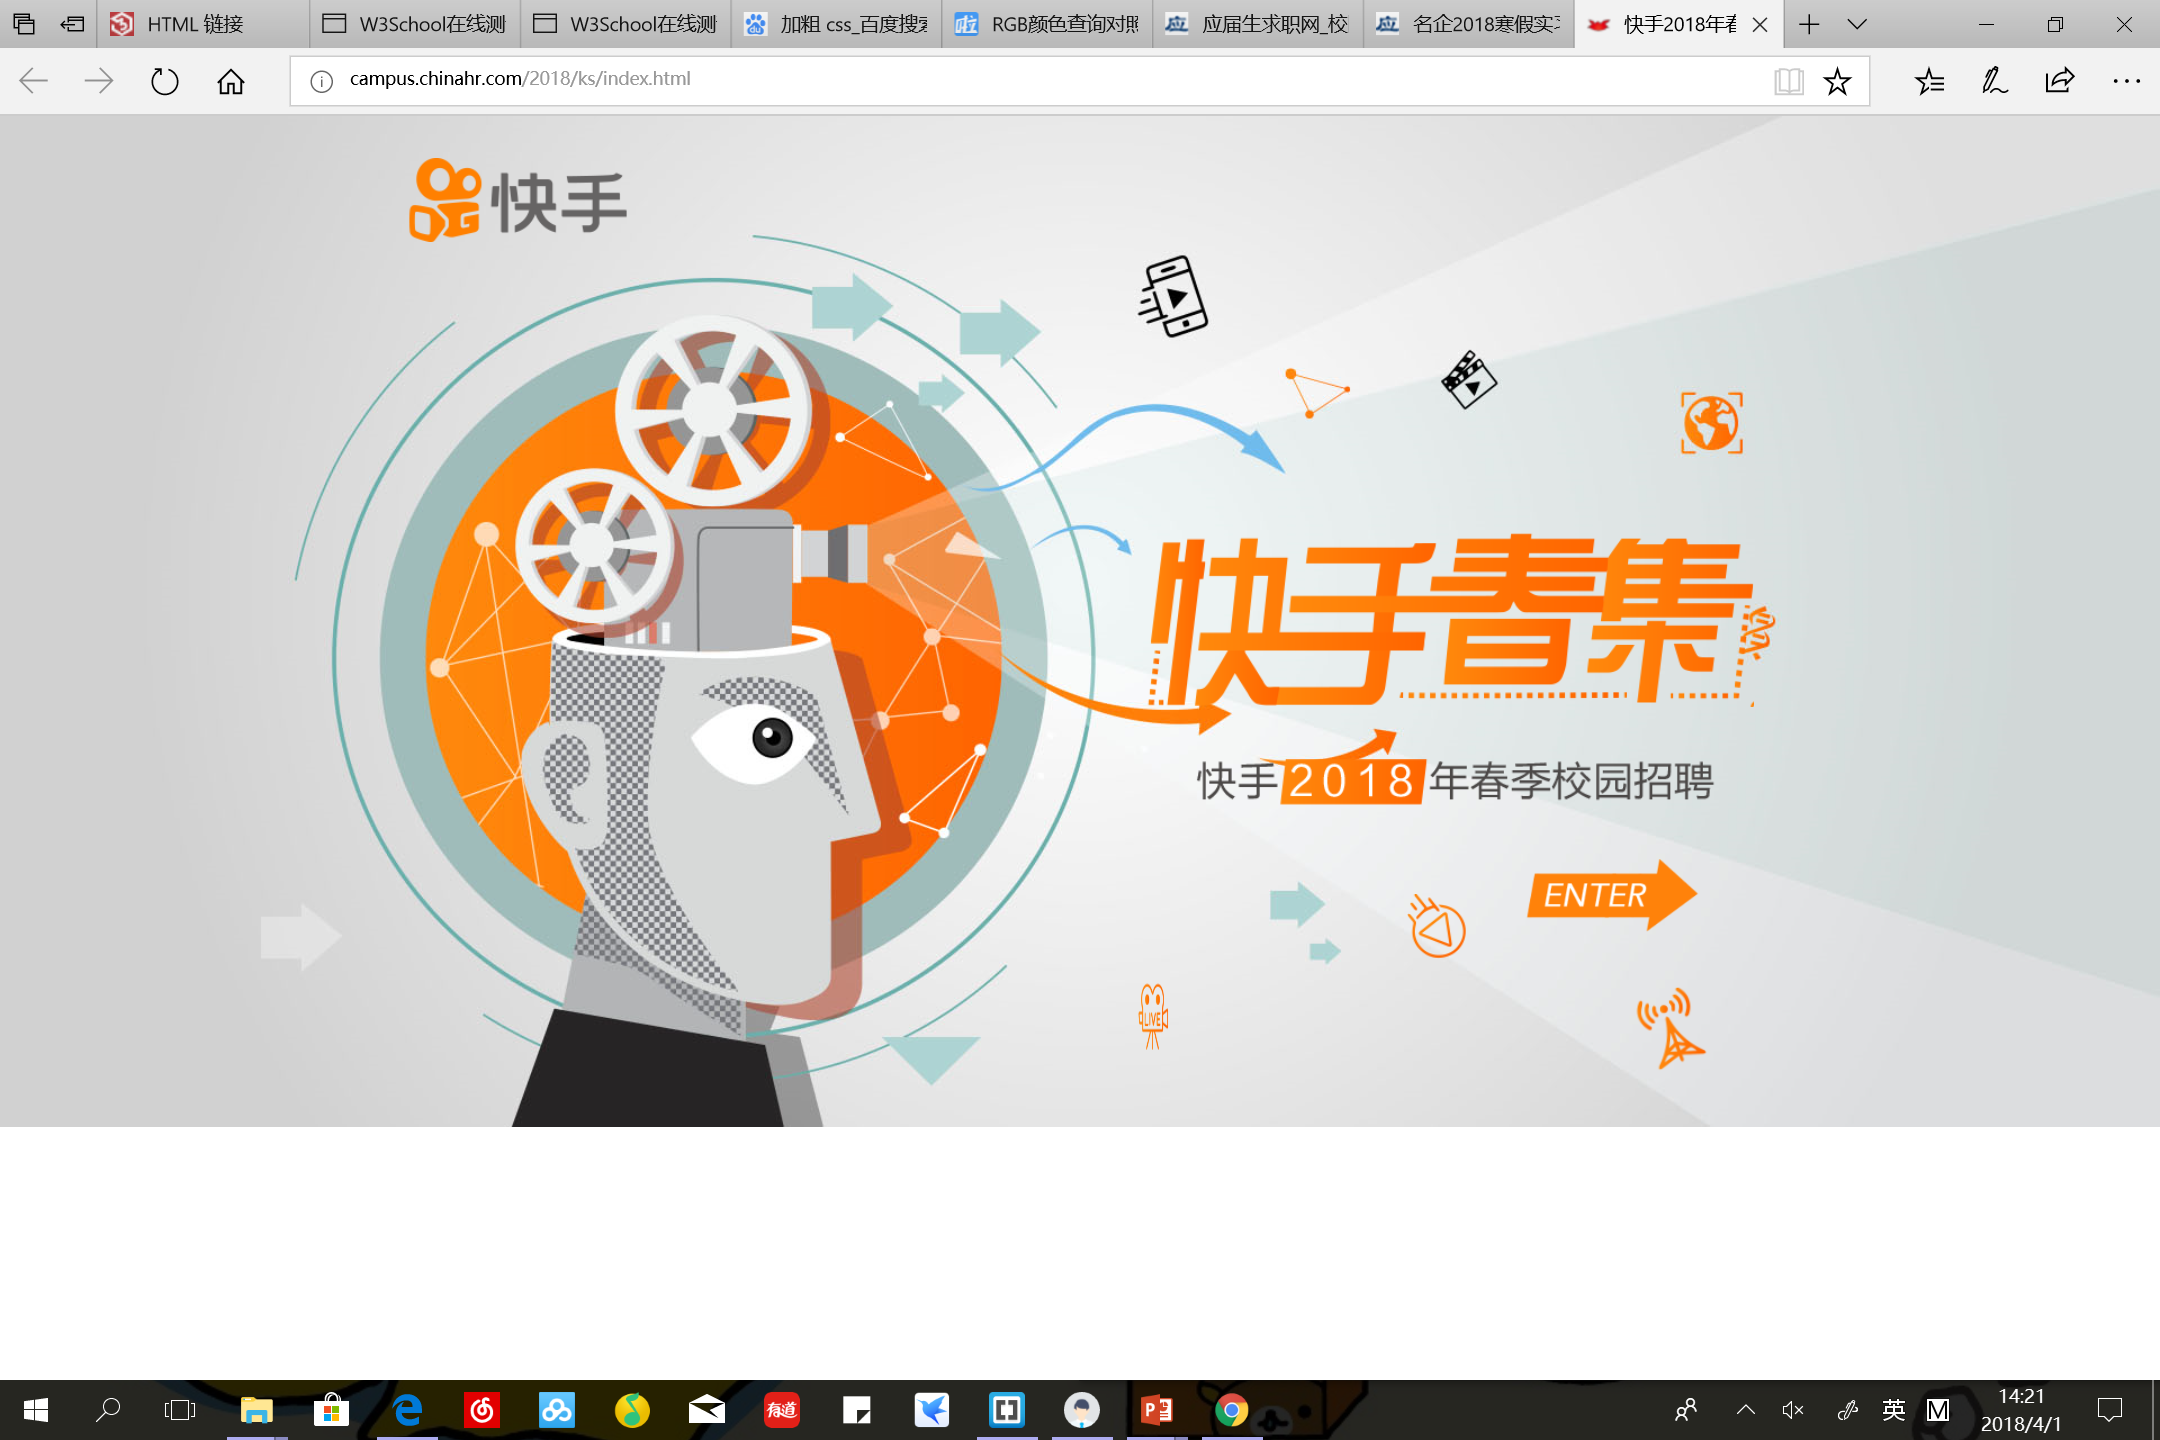 HTML 链接
W3School在线测
W3School在线测
加粗 css_百度搜索
RGB颜色查询对照
应届生求职网_校
名企2018寒假实习
快手2018年春
campus.chinahr.com/2018/ks/index.html
快手
快手春集
快手2018年春季校园招聘
ENTER
LIVE
有道
英
M
14:21
2018/4/1